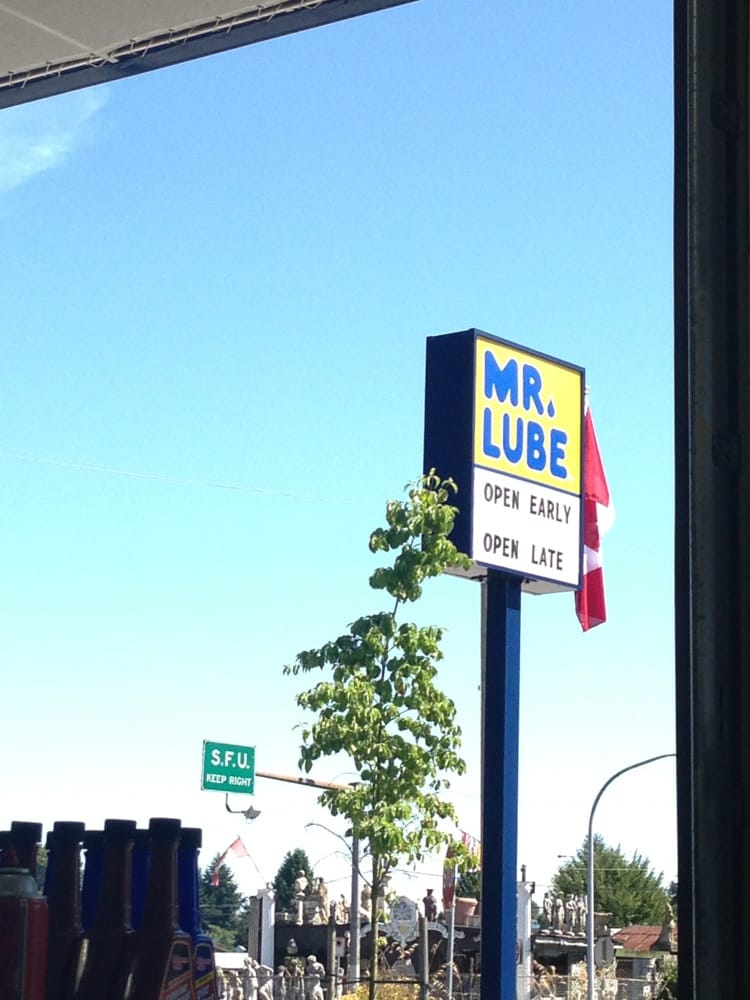 MR.
LUBE
OPEN EARLY
OPEN LATE
S.F.U.
KEEP RIGHT